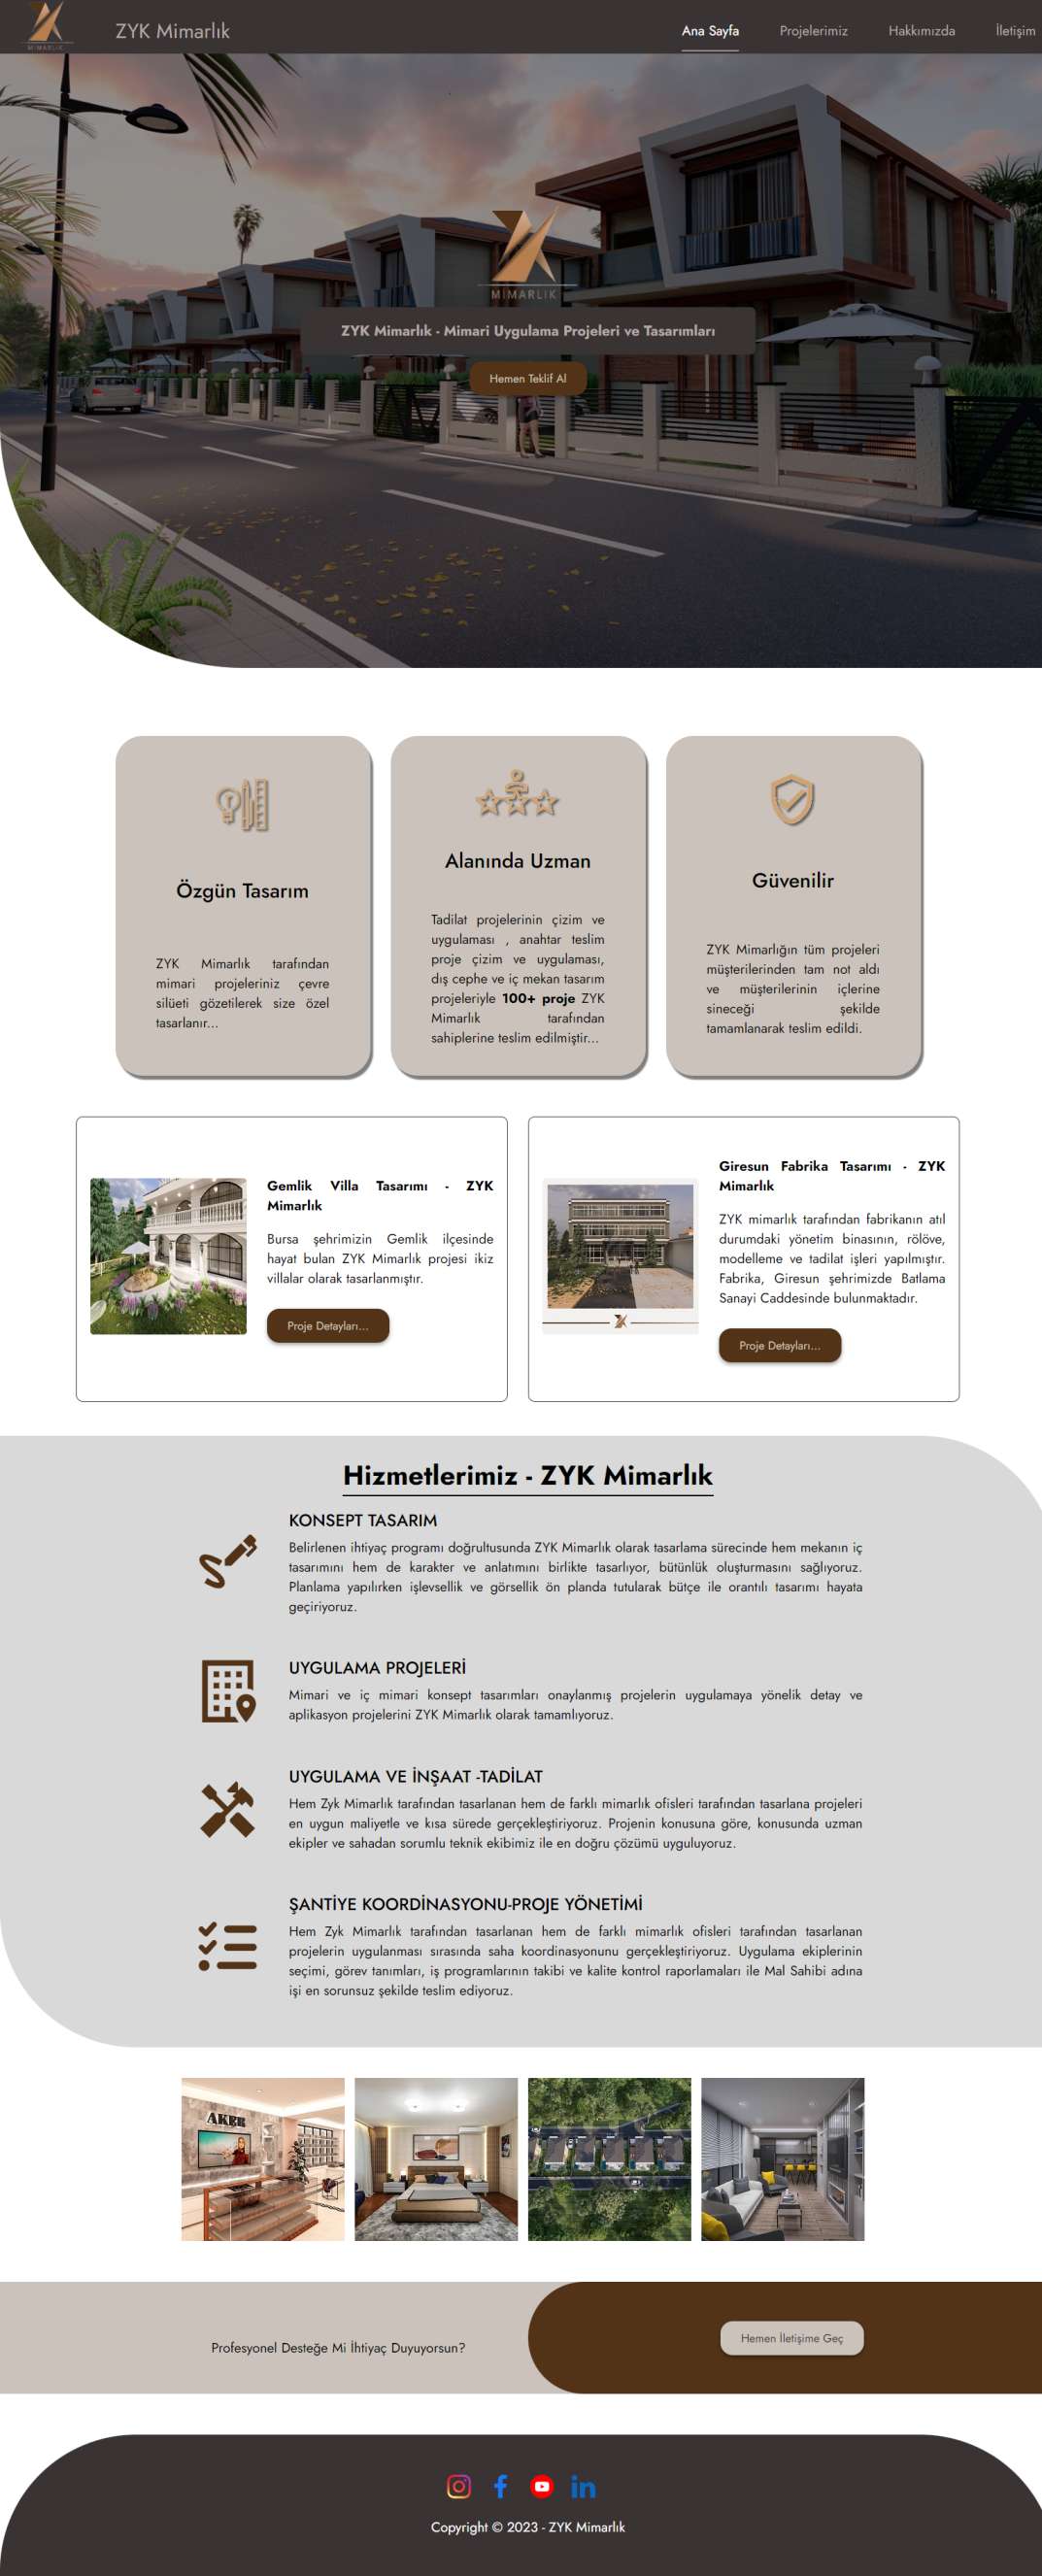 MİMARLIK
ZYK Mimarlık
Ana Sayfa
Projelerimiz
Hakkımızda
İletişim
MİMARLIK
ZYK Mimarlık - Mimari Uygulama Projeleri ve Tasarımları
Hemen Teklif Al
Özgün Tasarım
ZYK Mimarlık tarafından
mimari projeleriniz çevre
silüeti gözetilerek size özel
tasarlanır...
Alanında Uzman
Tadilat projelerinin çizim ve
uygulaması , anahtar teslim
proje çizim ve uygulaması,
dış cephe ve iç mekan tasarım
projeleriyle 100+ proje ZYK
Mimarlık tarafından
sahiplerine teslim edilmiştir...
Güvenilir
ZYK Mimarlığın tüm projeleri
müşterilerinden tam not aldı
ve müşterilerinin içlerine
sineceği şekilde
tamamlanarak teslim edildi.
Gemlik Villa Tasarımı - ZYK
Mimarlık
Bursa şehrimizin Gemlik ilçesinde
hayat bulan ZYK Mimarlık projesi ikiz
villalar olarak tasarlanmıştır.
Proje Detayları...
Giresun Fabrika Tasarımı - ZYK
Mimarlık
ZYK mimarlık tarafından fabrikanın atıl
durumdaki yönetim binasının, rölöve,
modelleme ve tadilat işleri yapılmıştır.
Fabrika, Giresun şehrimizde Batlama
Sanayi Caddesinde bulunmaktadır.
Proje Detayları...
Hizmetlerimiz - ZYK Mimarlık
KONSEPT TASARIM
Belirlenen ihtiyaç programı doğrultusunda ZYK Mimarlık olarak tasarlama sürecinde hem mekanın iç
tasarımını hem de karakter ve anlatımını birlikte tasarlıyor, bütünlük oluşturmasını sağlıyoruz.
Planlama yapılırken işlevsellik ve görsellik ön planda tutularak bütçe ile orantılı tasarımı hayata
geçiriyoruz.
UYGULAMA PROJELERİ
Mimari ve iç mimari konsept tasarımları onaylanmış projelerin uygulamaya yönelik detay ve
aplikasyon projelerini ZYK Mimarlık olarak tamamlıyoruz.
UYGULAMA VE İNŞAAT -TADİLAT
Hem Zyk Mimarlık tarafından tasarlanan hem de farklı mimarlık ofisleri tarafından tasarlana projeleri
en uygun maliyetle ve kısa sürede gerçekleştiriyoruz. Projenin konusuna göre, konusunda uzman
ekipler ve sahadan sorumlu teknik ekibimiz ile en doğru çözümü uyguluyoruz.
ŞANTİYE KOORDİNASYONU-PROJE YÖNETİMİ
Hem Zyk Mimarlık tarafından tasarlanan hem de farklı mimarlık ofisleri tarafından tasarlanan
projelerin uygulanması sırasında saha koordinasyonunu gerçekleştiriyoruz. Uygulama ekiplerinin
seçimi, görev tanımları, iş programlarının takibi ve kalite kontrol raporlamaları ile Mal Sahibi adına
işi en sorunsuz şekilde teslim ediyoruz.
AKER
Profesyonel Desteğe Mi İhtiyaç Duyuyorsun?
Hemen İletişime Geç
Copyright © 2023 - ZYK Mimarlık